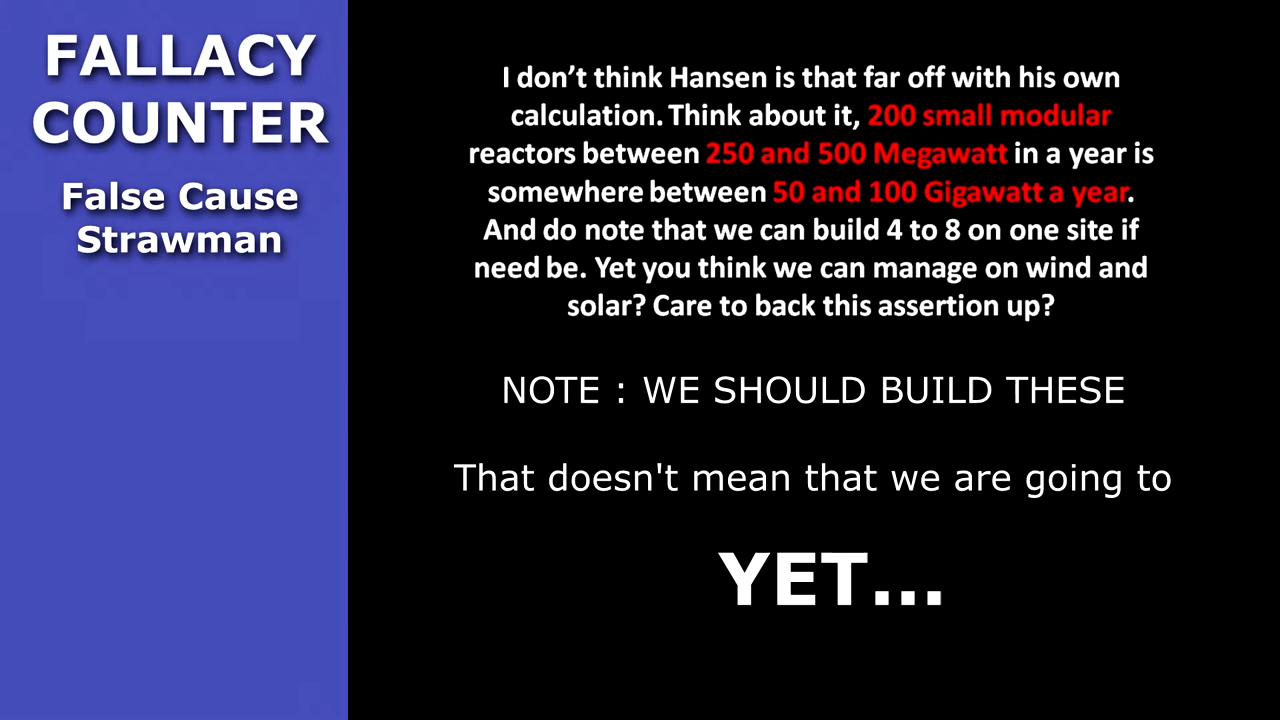 FALLACY
COUNTER
False Cause
Strawman
I don’t think Hansen is that far off with his own
calculation. Think about it, 200 small modular
reactors between 250 and 500 Megawatt in a year is
somewhere between 50 and 100 Gigawatt a year.
And do note that we can build 4 to 8 on one site if
need be. Yet you think we can manage on wind and
solar? Care to back this assertion up?
NOTE : WE SHOULD BUILD THESE
That doesn't mean that we are going to
YET...